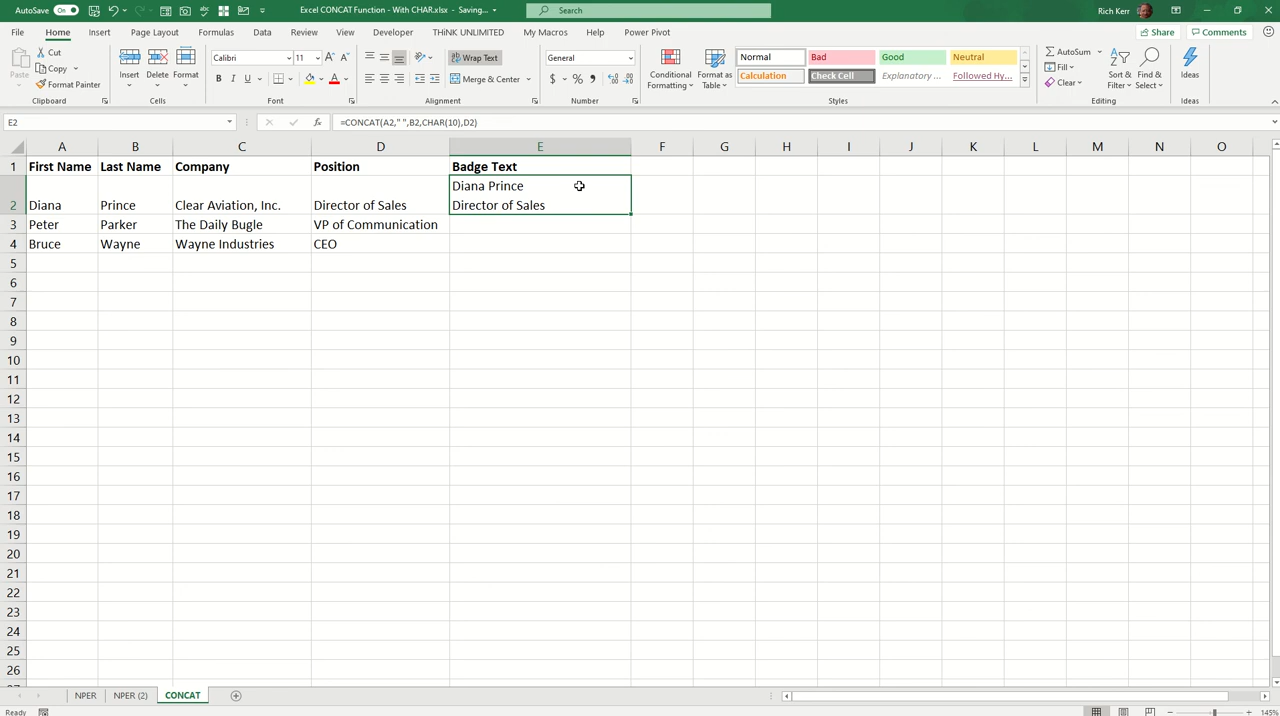 AutoSave On Excel CONCAT Function - With CHAR.xlsx - Saving... Search Rich Kerr
File Home Insert Page Layout Formulas Data Review View Developer THiNK UNLIMITED My Macros Help Power Pivot Share Comments
Cut
Copy
Format Painter
Paste
Clipboard
Insert Delete Format
Cells
Calibri 11
B I U
Font
Wrap Text
Merge & Center
Alignment
General
$ % ,
Number
Conditional Formatting
Format as Table
Normal Bad Good Neutral
Calculation Check Cell Explanatory ... Followed Hy...
Styles
AutoSum
Fill
Clear
Sort & Filter
Find & Select
Editing
Ideas
Ideas
E2 fx =CONCAT(A2," ",B2,CHAR(10),D2)
A B C D E F G H I J K L M N O
1 First Name Last Name Company Position Badge Text
Diana Prince
2 Diana Prince Clear Aviation, Inc. Director of Sales Director of Sales
3 Peter Parker The Daily Bugle VP of Communication
4 Bruce Wayne Wayne Industries CEO
5
6
7
8
9
10
11
12
13
14
15
16
17
18
19
20
21
22
23
24
25
26
NPER NPER (2) CONCAT
Ready 145%